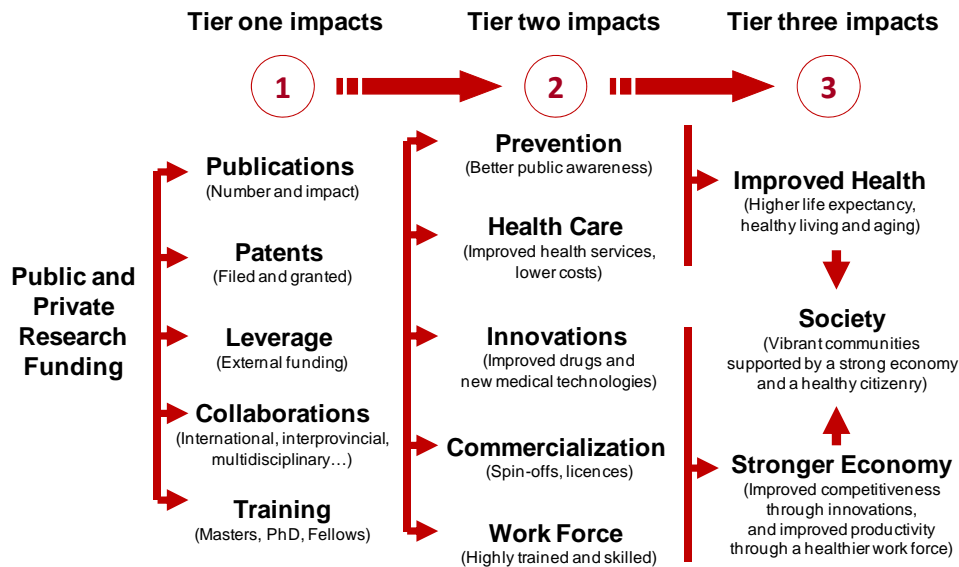 Tier one impacts
Tier two impacts
Tier three impacts
1
2
3
Public and
Private
Research
Funding
Publications
(Number and impact)
Patents
(Filed and granted)
Leverage
(External funding)
Collaborations
(International, interprovincial,
multidisciplinary…)
Training
(Masters, PhD, Fellows)
Prevention
(Better public awareness)
Health Care
(Improved health services,
lower costs)
Innovations
(Improved drugs and
new medical technologies)
Commercialization
(Spin-offs, licences)
Work Force
(Highly trained and skilled)
Improved Health
(Higher life expectancy,
healthy living and aging)
Society
(Vibrant communities
supported by a strong economy
and a healthy citizenry)
Stronger Economy
(Improved competitiveness
through innovations,
and improved productivity
through a healthier work force)